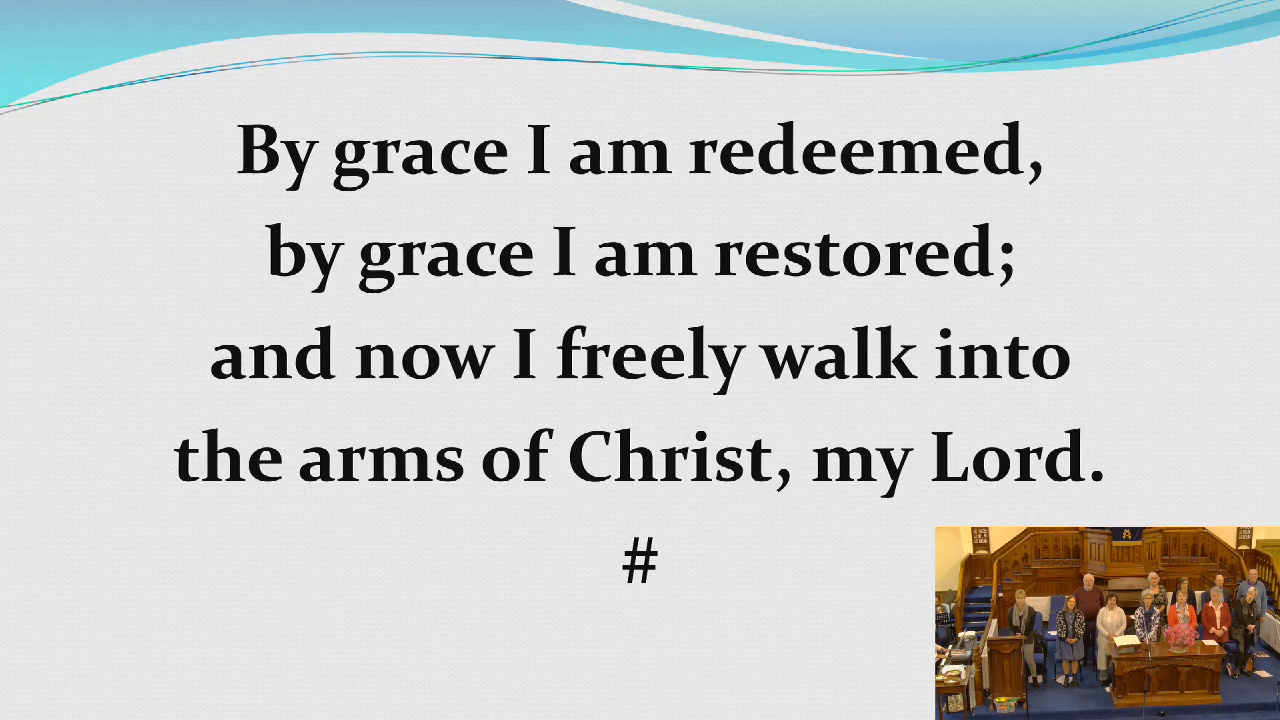 By grace I am redeemed,
by grace I am restored;
and now I freely walk into
the arms of Christ, my Lord.
#